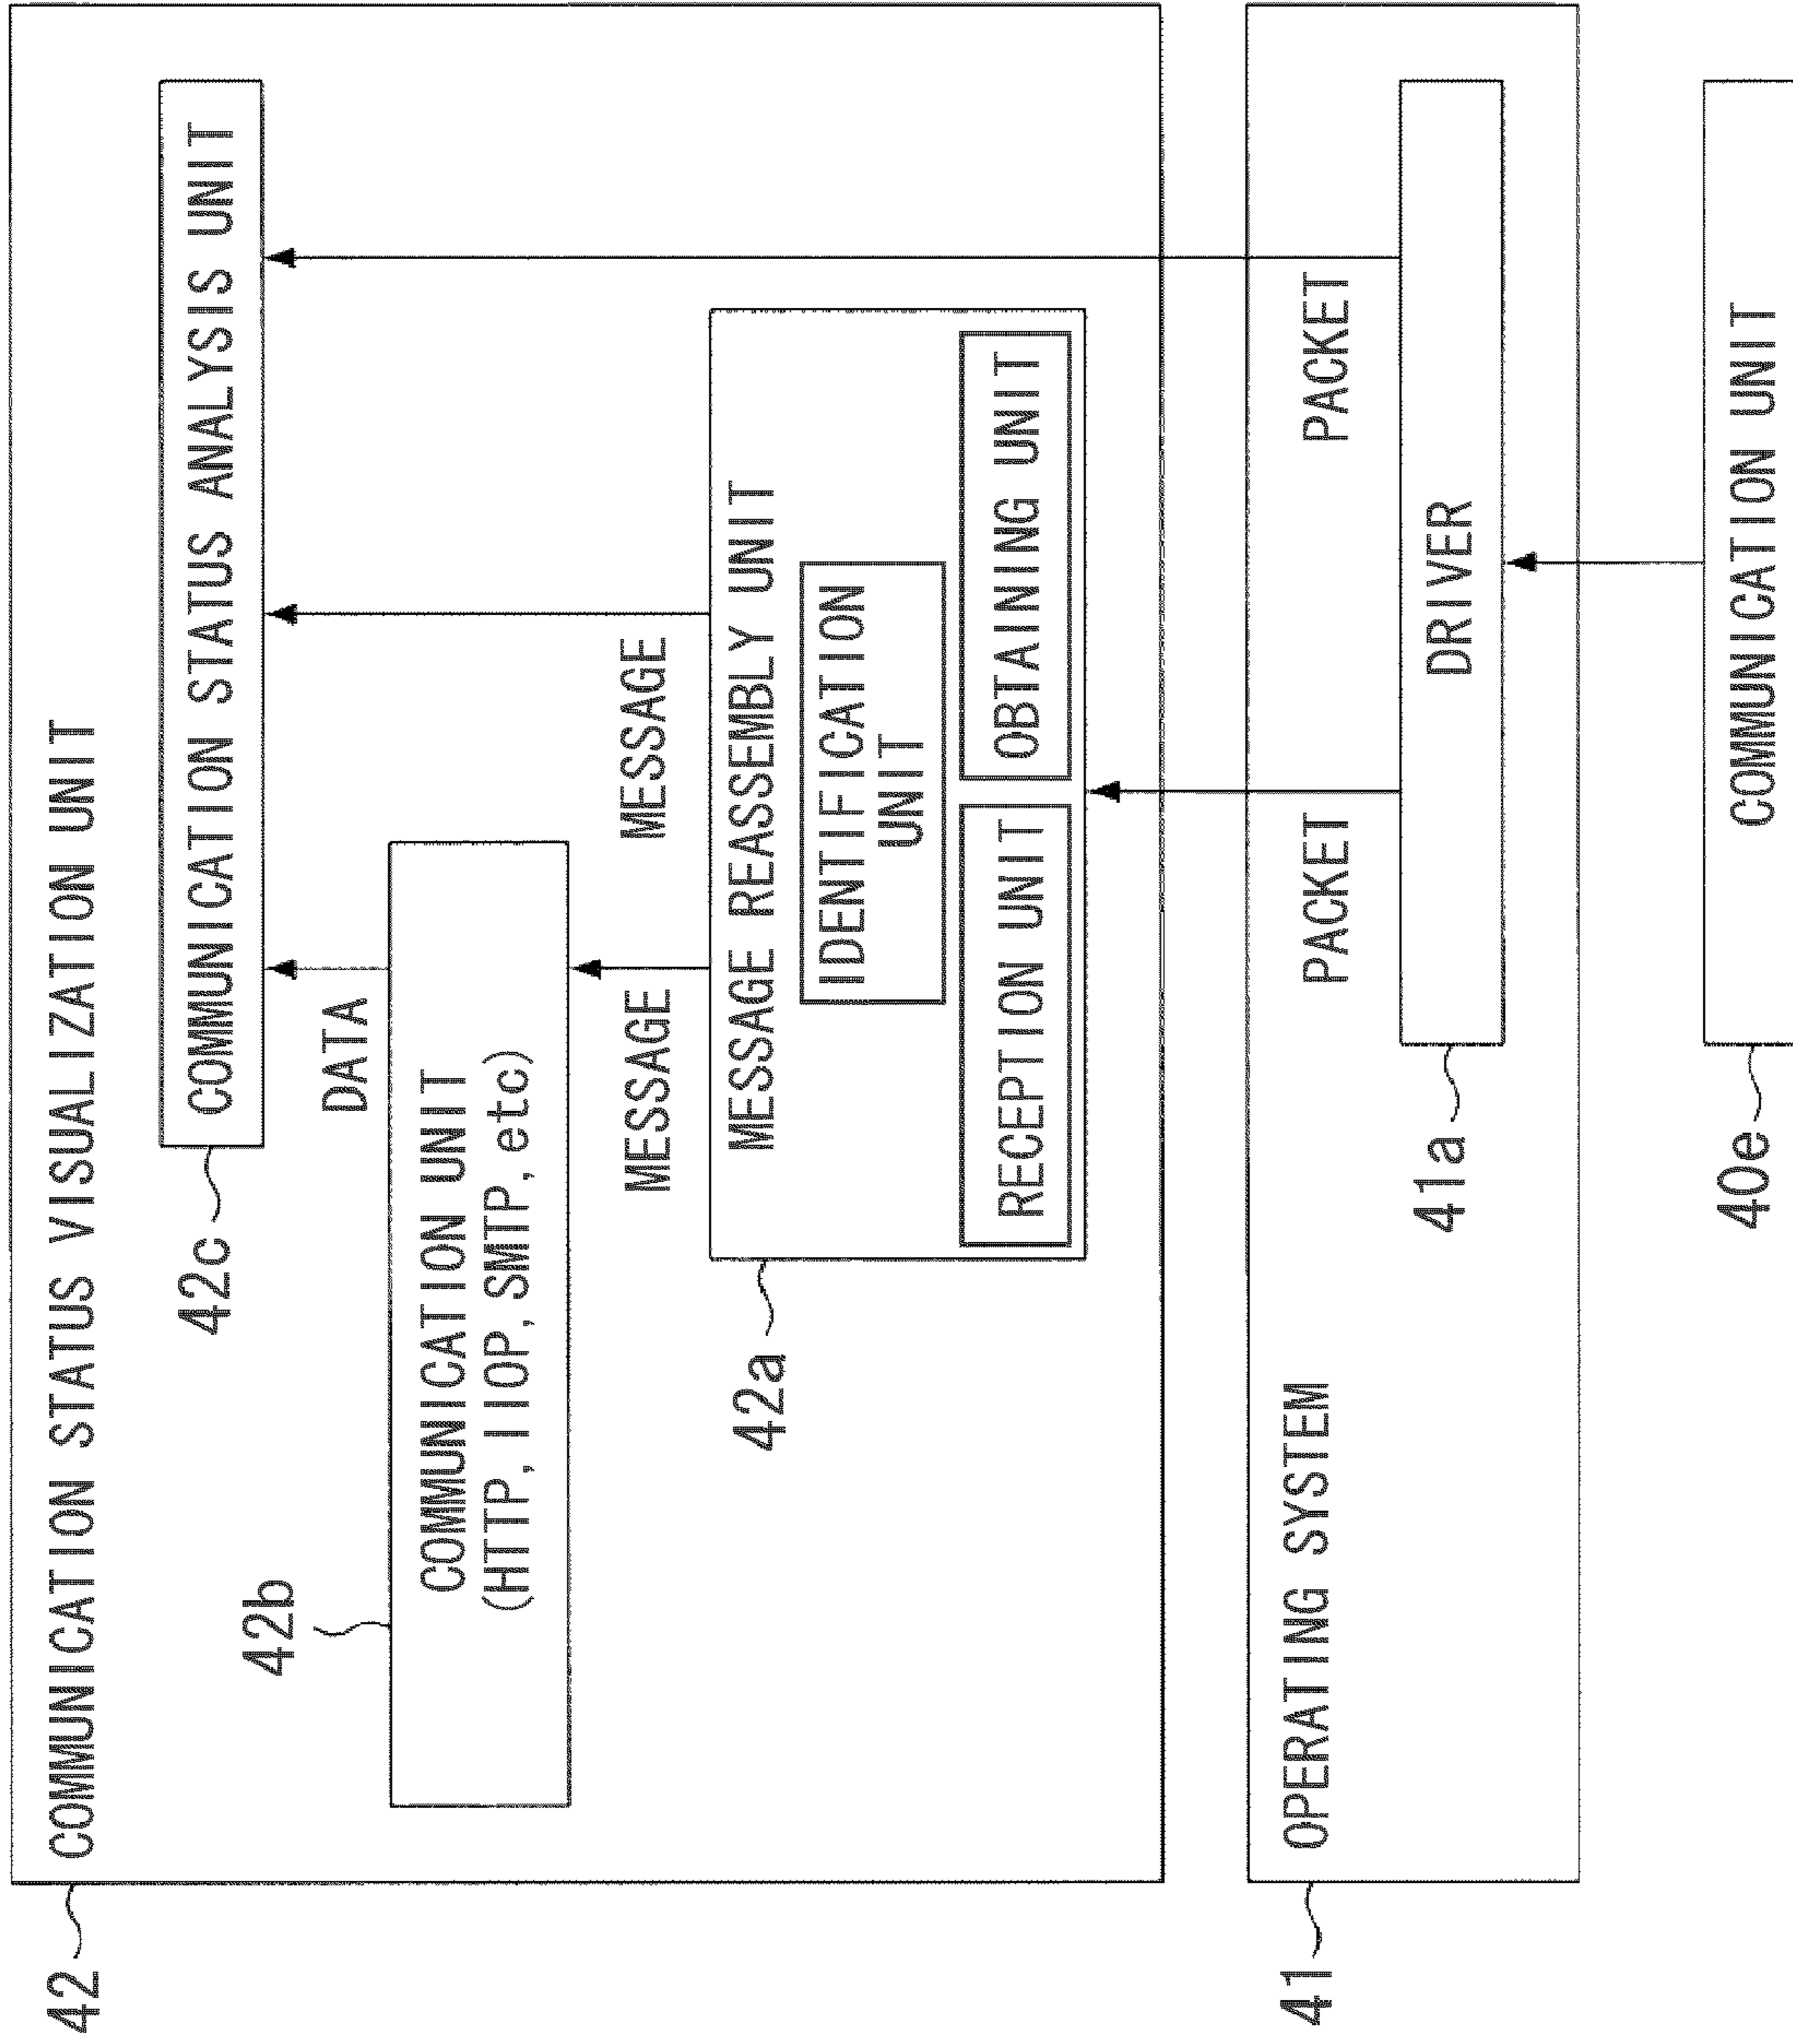 42
COMMUNICATION STATUS VISUALIZATION UNIT
42c
COMMUNICATION STATUS ANALYSIS UNIT
DATA
42b
COMMUNICATION UNIT
(HTTP, IIOP, SMTP, etc)
MESSAGE
MESSAGE
42a
MESSAGE REASSEMBLY UNIT
IDENTIFICATION
UNIT
RECEPTION UNIT
OBTAINING UNIT
41
OPERATING SYSTEM
PACKET
PACKET
41a
DRIVER
40e
COMMUNICATION UNIT